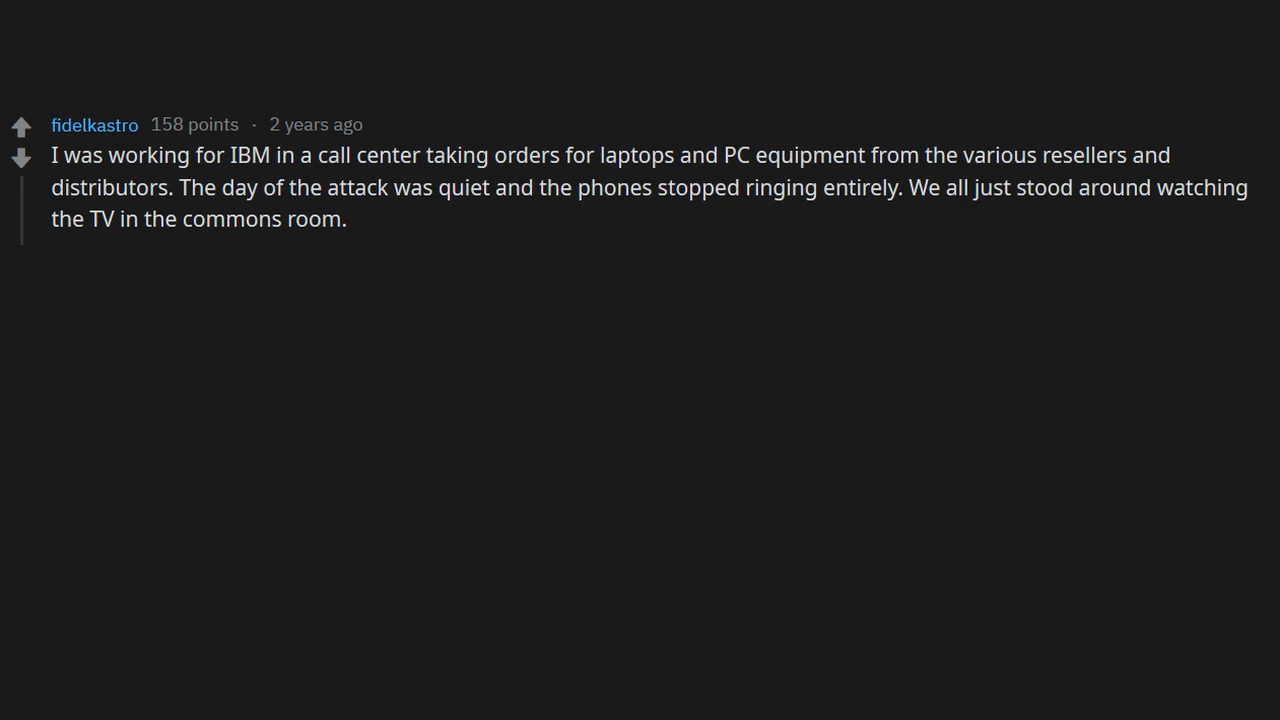 fidelkastro 158 points · 2 years ago
I was working for IBM in a call center taking orders for laptops and PC equipment from the various resellers and
distributors. The day of the attack was quiet and the phones stopped ringing entirely. We all just stood around watching
the TV in the commons room.